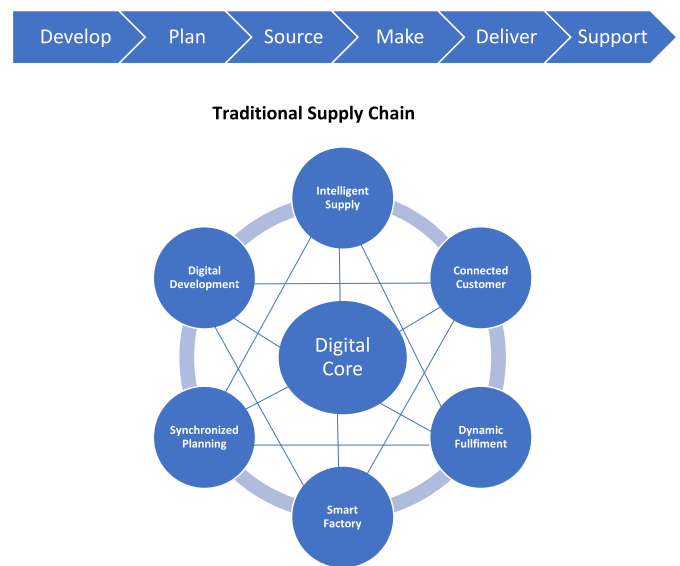 Develop Plan Source Make Deliver Support
Traditional Supply Chain
Intelligent
Supply
Digital
Development
Connected
Customer
Digital
Core
Synchronized
Planning
Dynamic
Fullfiment
Smart
Factory